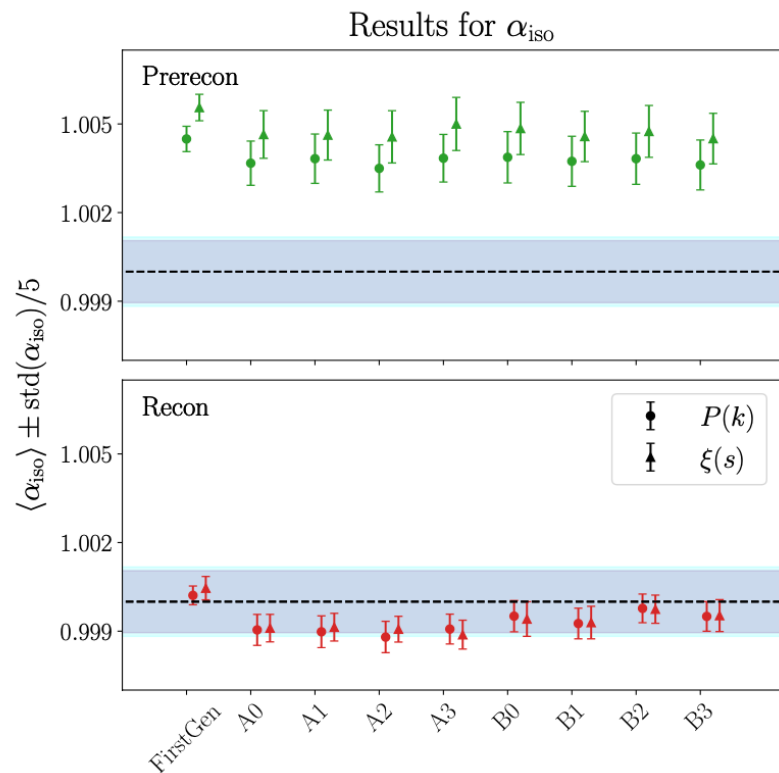 Results for α_iso
Prerecon
1.005
1.002
0.999
⟨α_iso⟩ ± std(α_iso)/5
Recon
P(k)
ξ(s)
1.005
1.002
0.999
FirstGen
A0
A1
A2
A3
B0
B1
B2
B3